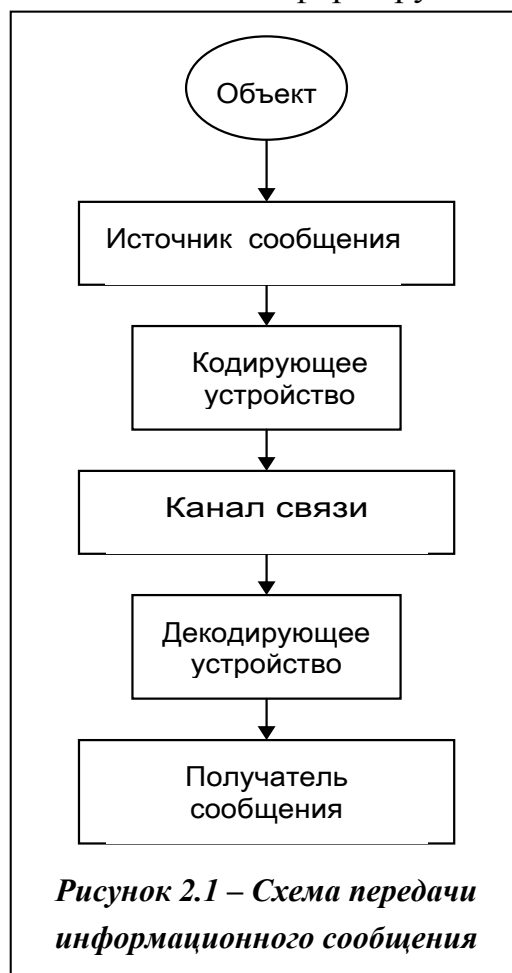 Объект
Источник сообщения
Кодирующее
устройство
Канал связи
Декодирующее
устройство
Получатель
сообщения
Рисунок 2.1 – Схема передачи
информационного сообщения